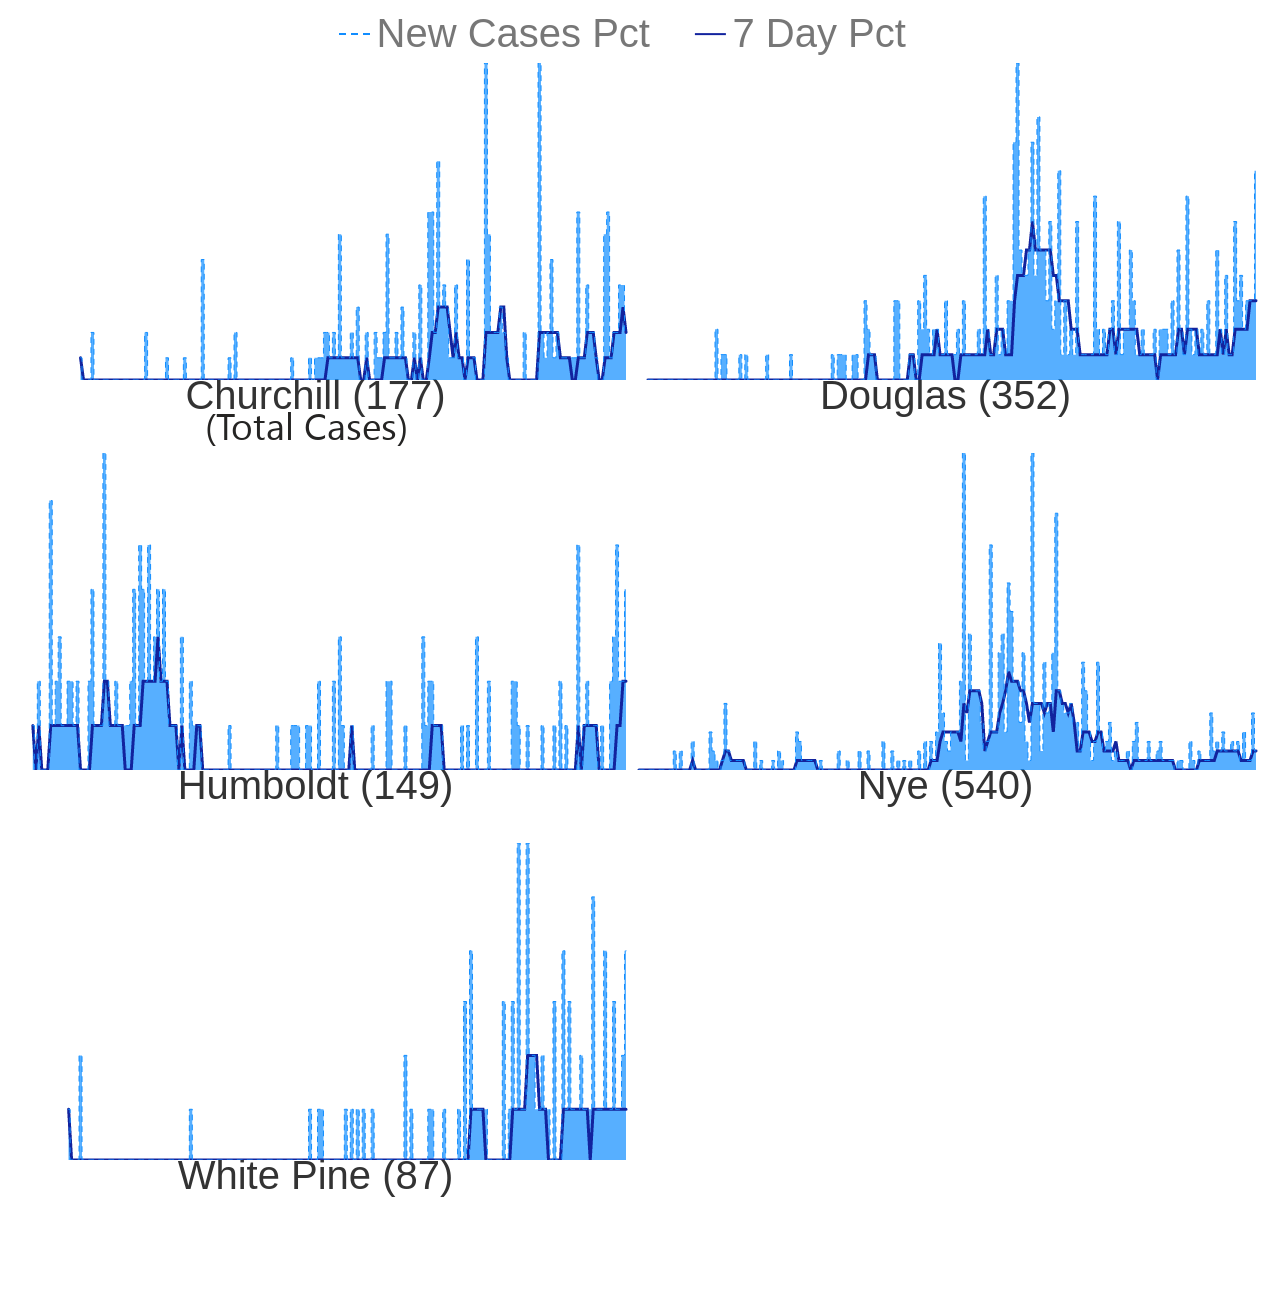 New Cases Pct 7 Day Pct
Churchill (177) Douglas (352)
(Total Cases)
Humboldt (149) Nye (540)
White Pine (87)